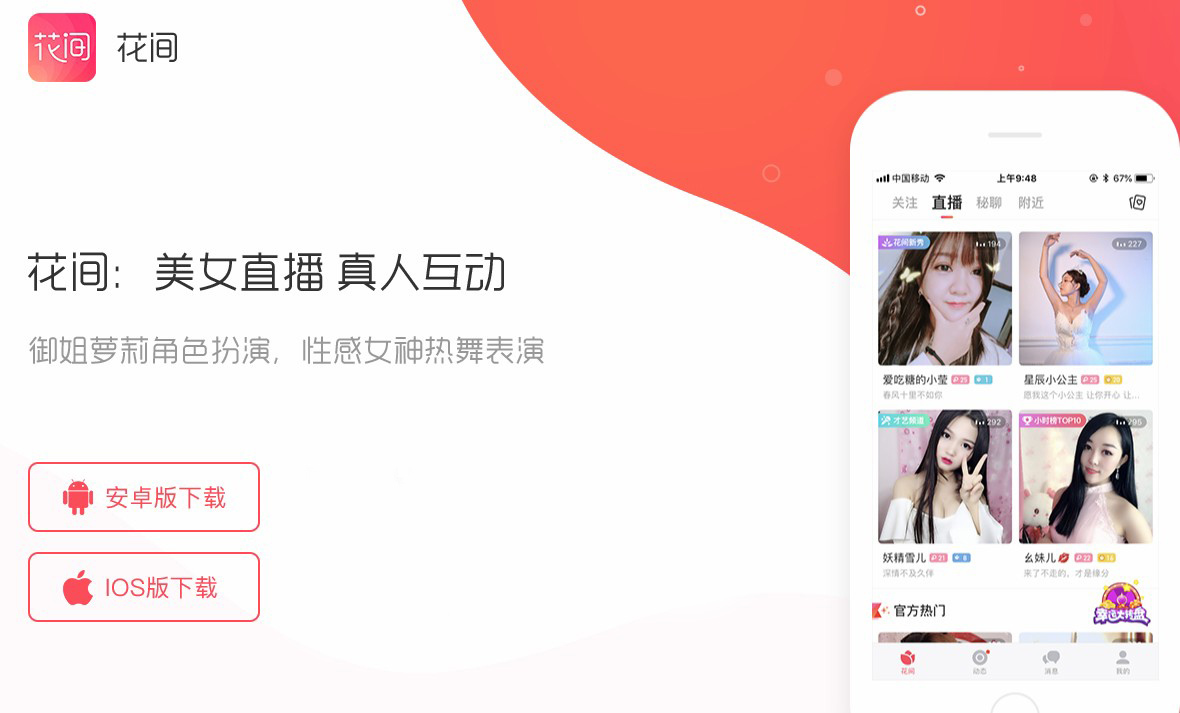 花间
花间
花间：美女直播 真人互动
御姐萝莉角色扮演，性感女神热舞表演
安卓版下载
IOS版下载
中国移动 上午9:48 67%
关注 直播 秘聊 附近
花间新秀 194
227
爱吃糖的小莹 25 1
星辰小公主 25 20
春风十里不如你
愿我这个小公主 让你开心 让...
才艺频道 292
小时榜TOP10 795
妖精雪儿 21 8
幺妹儿💋 22 16
深情不及久伴
来了不走的，才是缘分
官方热门
幸运大转盘
花间 动态 消息 我的